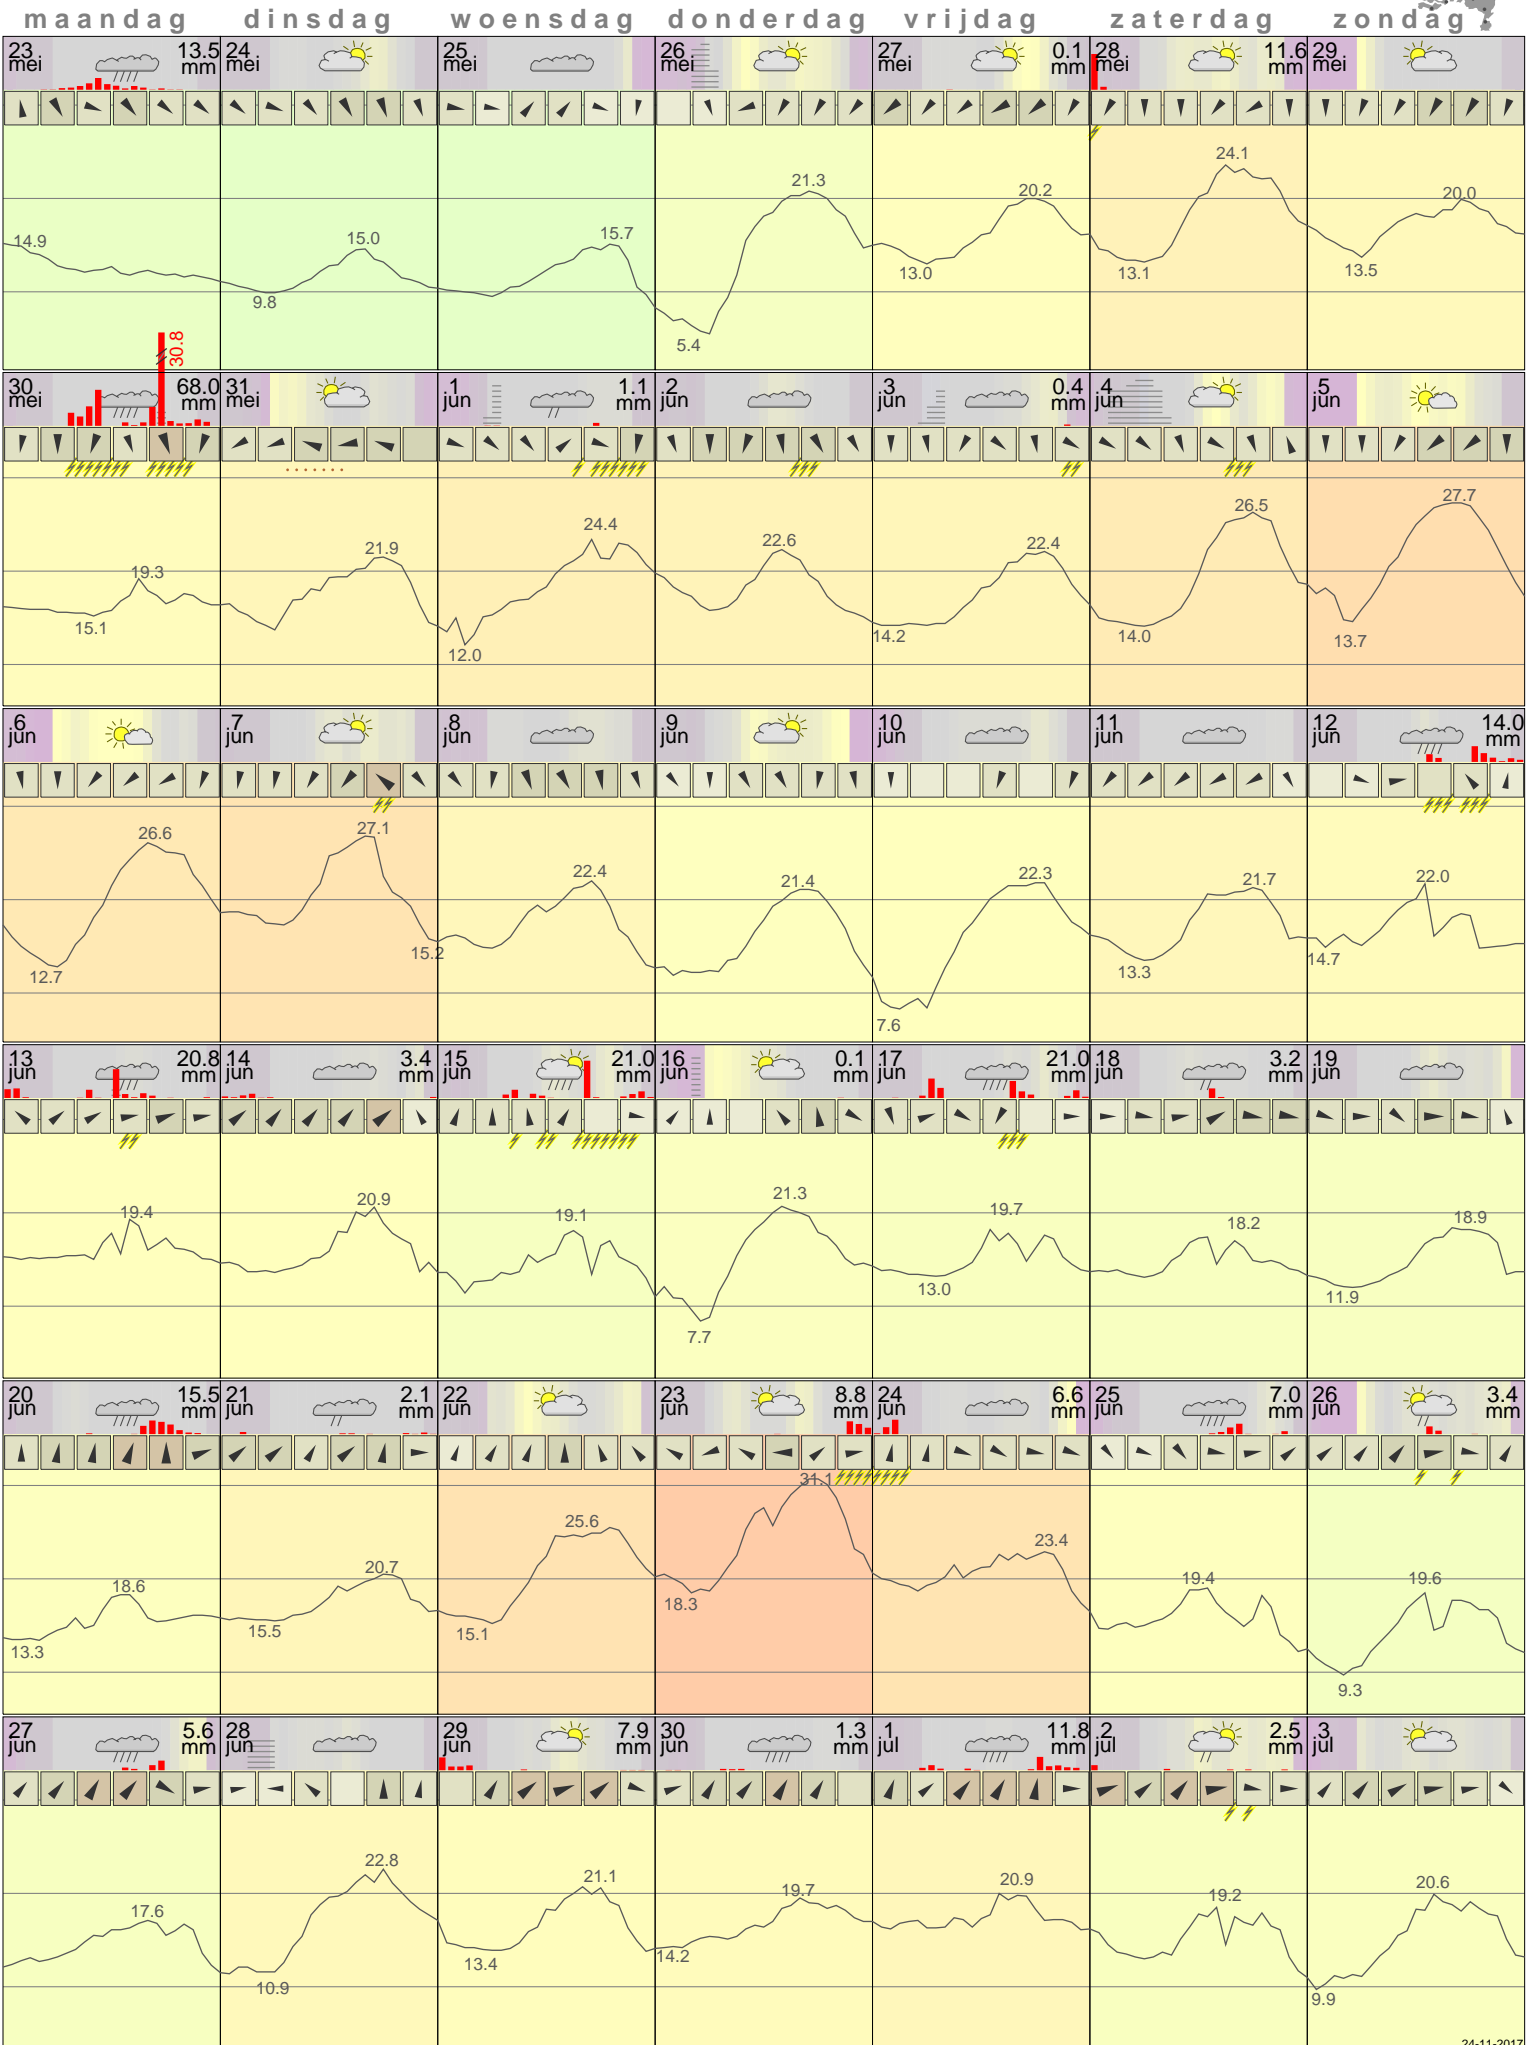 maandag dinsdag woensdag donderdag vrijdag zaterdag zondag
23 mei 13.5 mm 24 mei 25 mei 26 mei 27 mei 0.1 mm 28 mei 11.6 mm 29 mei
14.9 9.8 15.0 15.7 5.4 21.3 13.0 20.2 13.1 24.1 13.5 20.0
30.8
30 mei 68.0 mm 31 mei 1 jun 1.1 mm 2 jun 3 jun 0.4 mm 4 jun 5 jun
15.1 19.3 21.9 12.0 24.4 22.6 14.2 22.4 14.0 26.5 13.7 27.7
6 jun 7 jun 8 jun 9 jun 10 jun 11 jun 12 jun 14.0 mm
12.7 26.6 27.1 15.2 22.4 21.4 7.6 22.3 13.3 21.7 14.7 22.0
13 jun 20.8 mm 14 jun 3.4 mm 15 jun 21.0 mm 16 jun 0.1 mm 17 jun 21.0 mm 18 jun 3.2 mm 19 jun
19.4 20.9 19.1 7.7 21.3 13.0 19.7 18.2 11.9 18.9
20 jun 15.5 mm 21 jun 2.1 mm 22 jun 23 jun 8.8 mm 24 jun 6.6 mm 25 jun 7.0 mm 26 jun 3.4 mm
13.3 18.6 15.5 20.7 15.1 25.6 18.3 31.1 23.4 19.4 9.3 19.6
27 jun 5.6 mm 28 jun 29 jun 7.9 mm 30 jun 1.3 mm 1 jul 11.8 mm 2 jul 2.5 mm 3 jul
17.6 10.9 22.8 13.4 21.1 14.2 19.7 20.9 19.2 9.9 20.6
24-11-2017